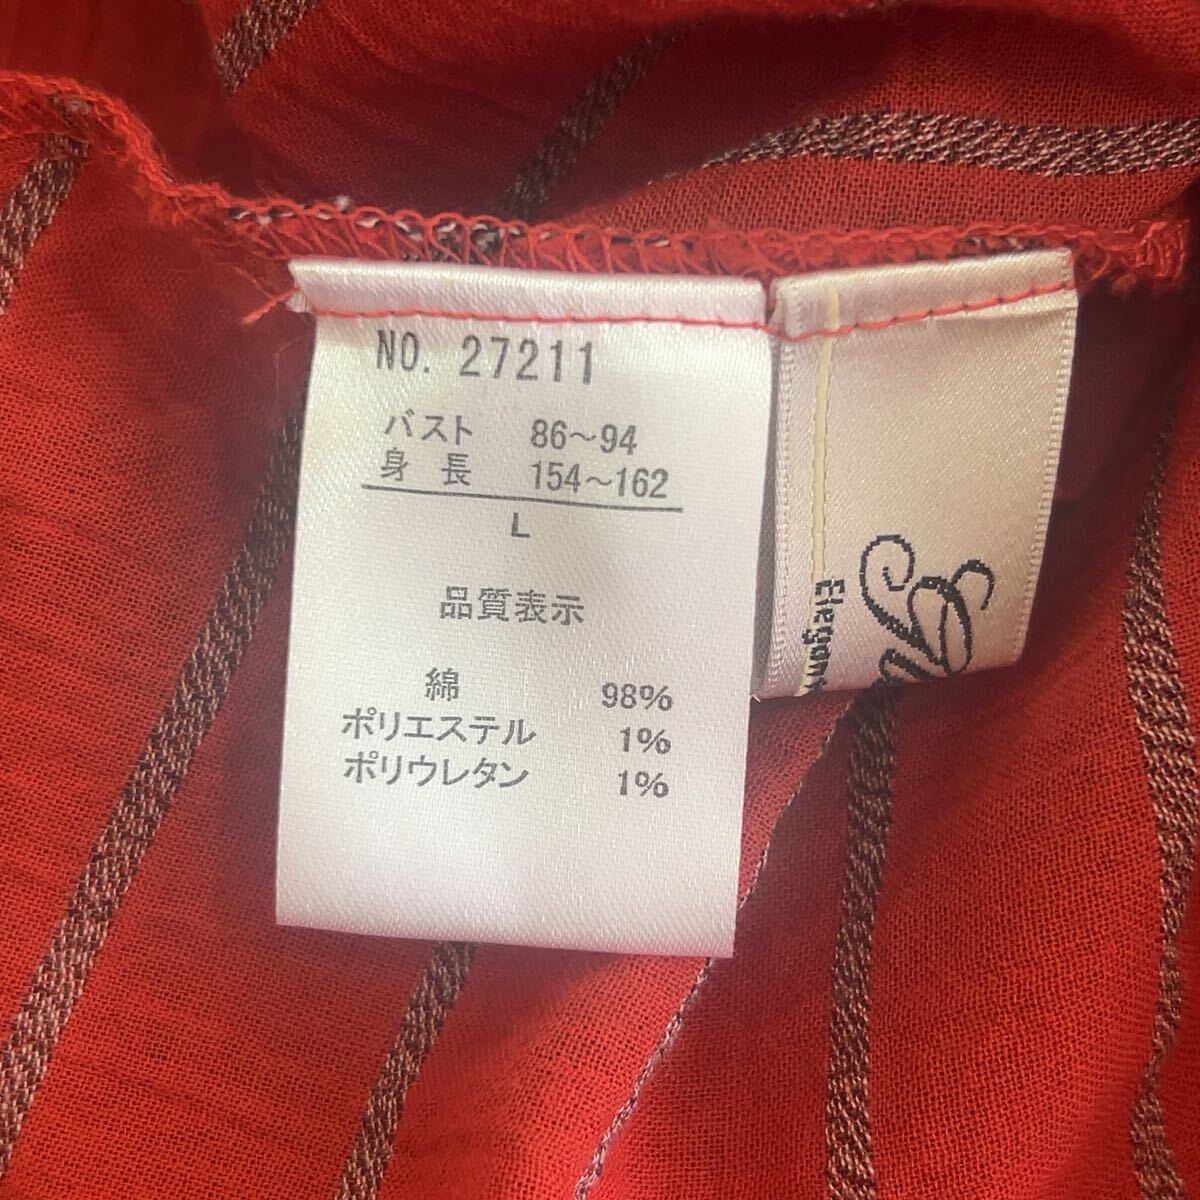 NO. 27211
バスト 86～94
身長 154～162
L
品質表示
綿 98%
ポリエステル 1%
ポリウレタン 1%